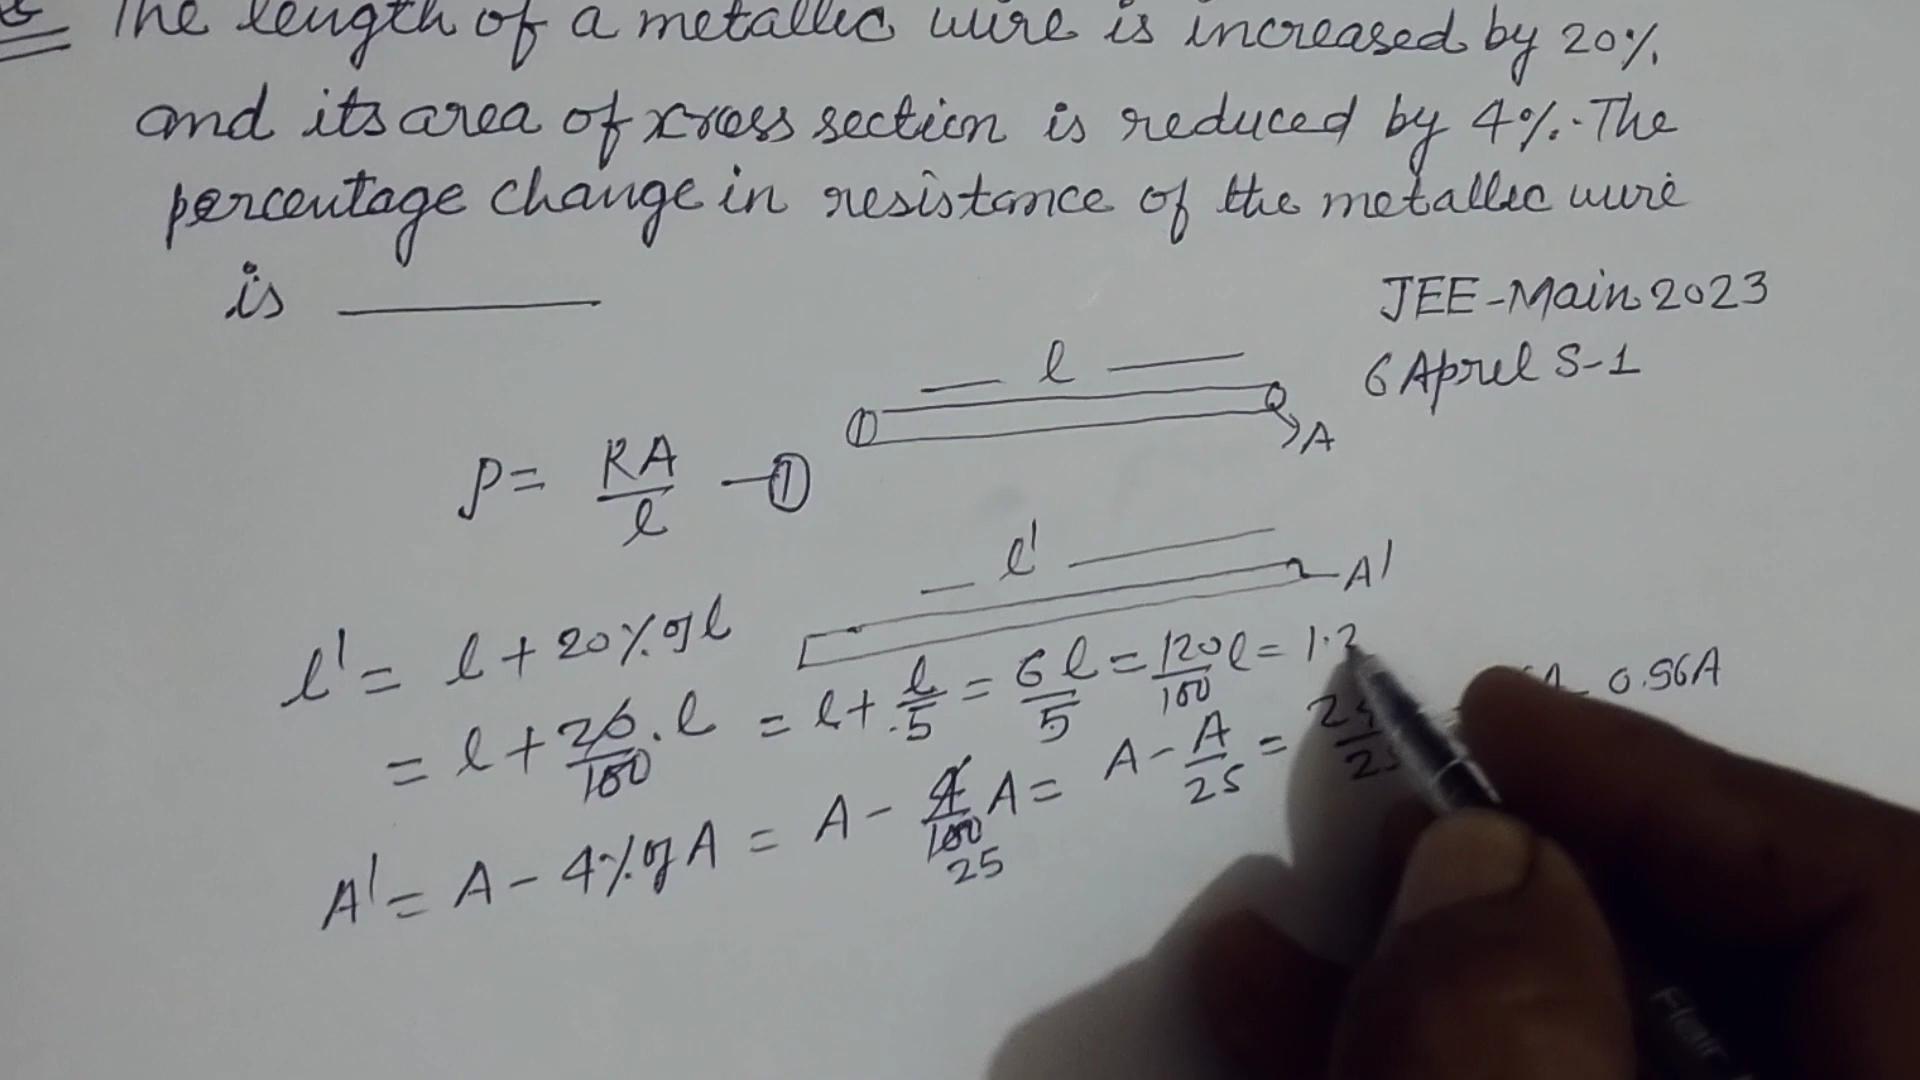 The length of a metallic wire is increased by 20%
and its area of xross section is reduced by 4%. The
percentage change in resistance of the metallic wire
is
JEE-Main 2023
6 April S-1
l
A
ρ = RA/l - ①
l'
A'
l' = l + 20% of l
= l + 20/100 . l = l + l/5 = 6l/5 = 120/100 l = 1.2
A' = A - 4% of A = A - 4/100 A = A - A/25 =
25
0.96A
Flair